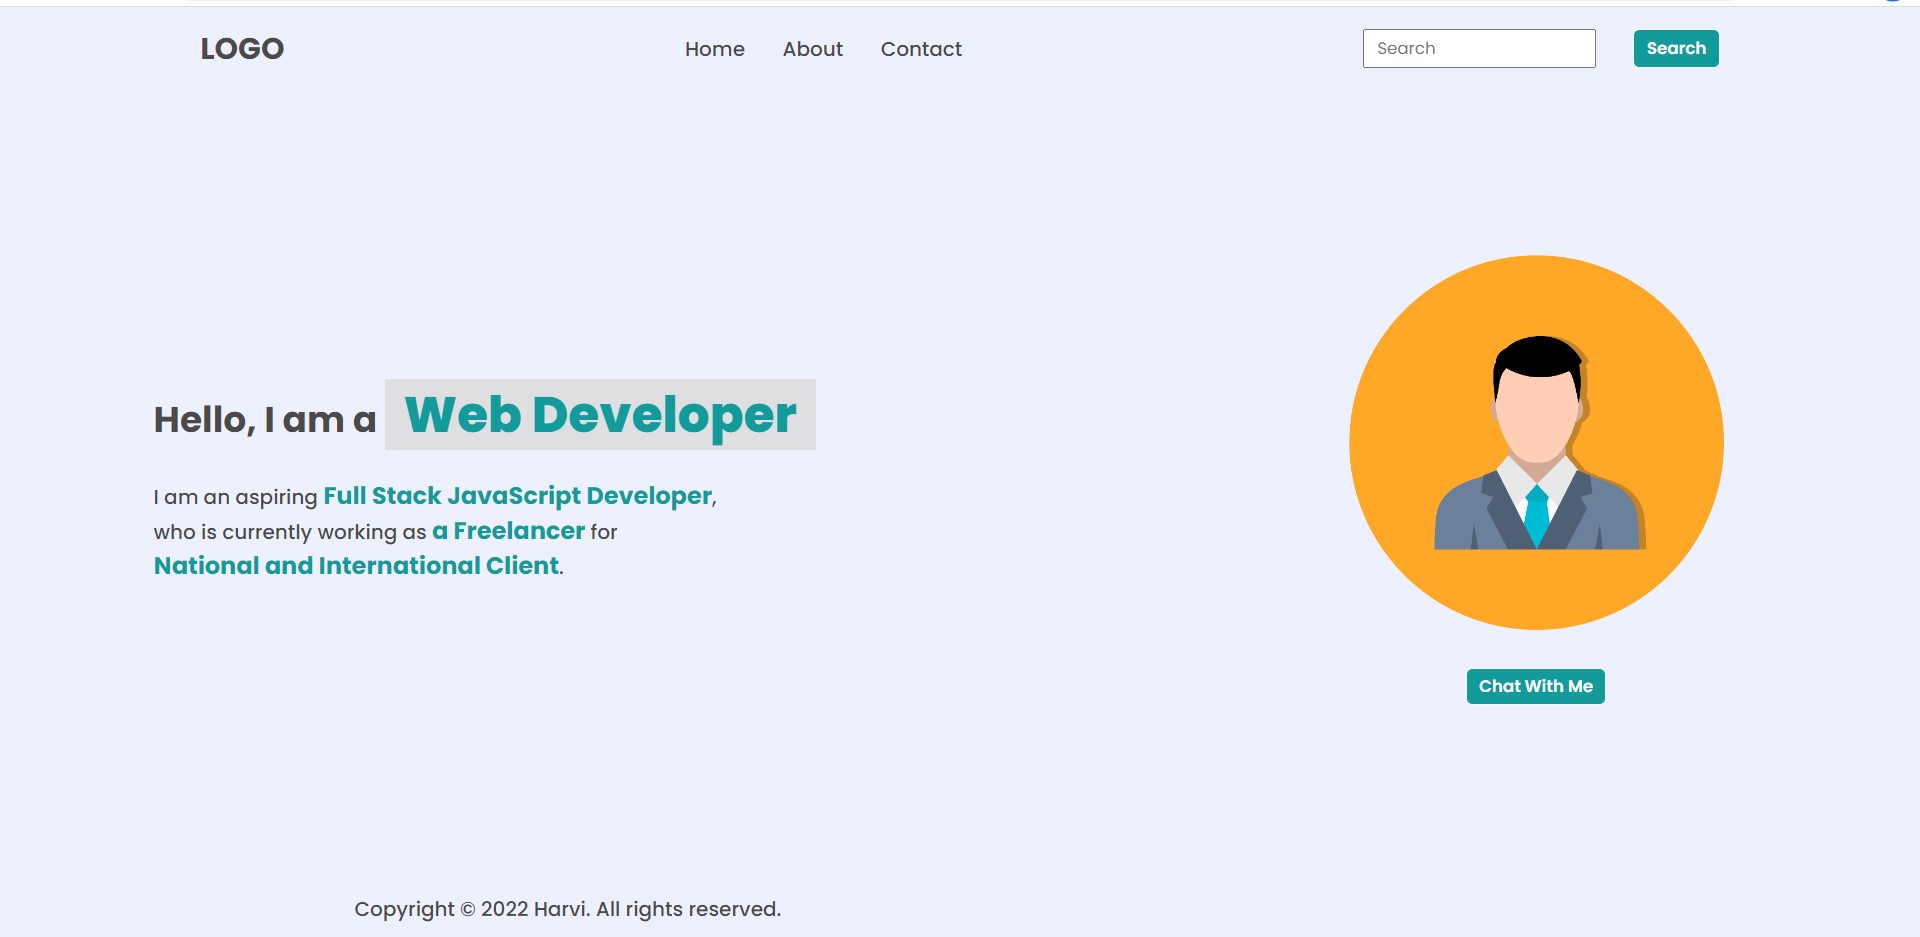 LOGO
Home About Contact
Search
Search
Hello, I am a Web Developer
I am an aspiring Full Stack JavaScript Developer,
who is currently working as a Freelancer for
National and International Client.
Chat With Me
Copyright © 2022 Harvi. All rights reserved.